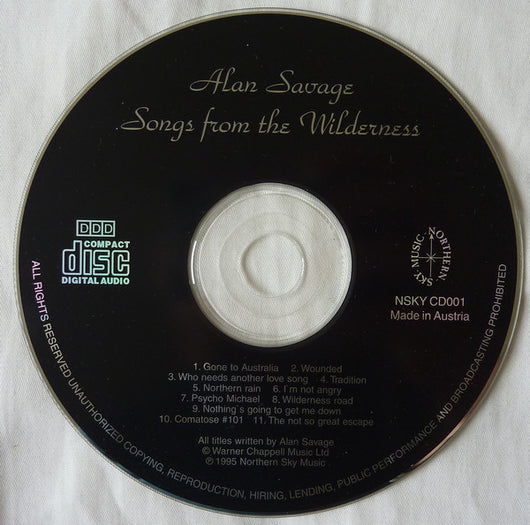 Alan Savage
Songs from the Wilderness
DDD
COMPACT
disc
DIGITAL AUDIO
NORTHERN
SKY MUSIC
NSKY CD001
Made in Austria
1. Gone to Australia 2. Wounded
3. Who needs another love song 4. Tradition
5. Northern rain 6. I'm not angry
7. Psycho Michael 8. Wilderness road
9. Nothing's going to get me down
10. Comatose #101 11. The not so great escape
All titles written by Alan Savage
© Warner Chappell Music Ltd
℗ 1995 Northern Sky Music
ALL RIGHTS RESERVED UNAUTHORIZED COPYING, REPRODUCTION, HIRING, LENDING, PUBLIC PERFORMANCE AND BROADCASTING PROHIBITED